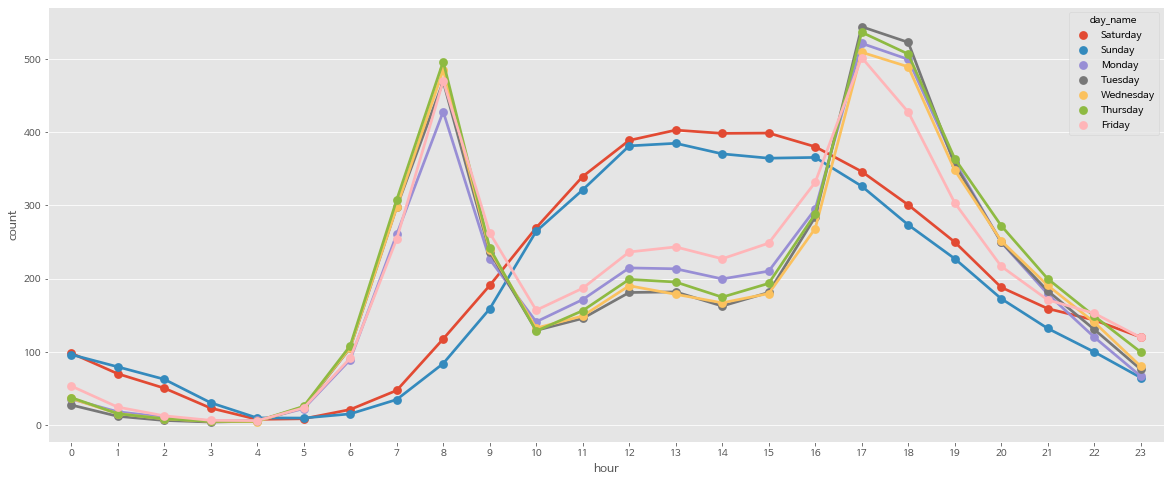 day_name
Saturday
Sunday
Monday
Tuesday
Wednesday
Thursday
Friday
count
500
400
300
200
100
0
0 1 2 3 4 5 6 7 8 9 10 11 12 13 14 15 16 17 18 19 20 21 22 23
hour